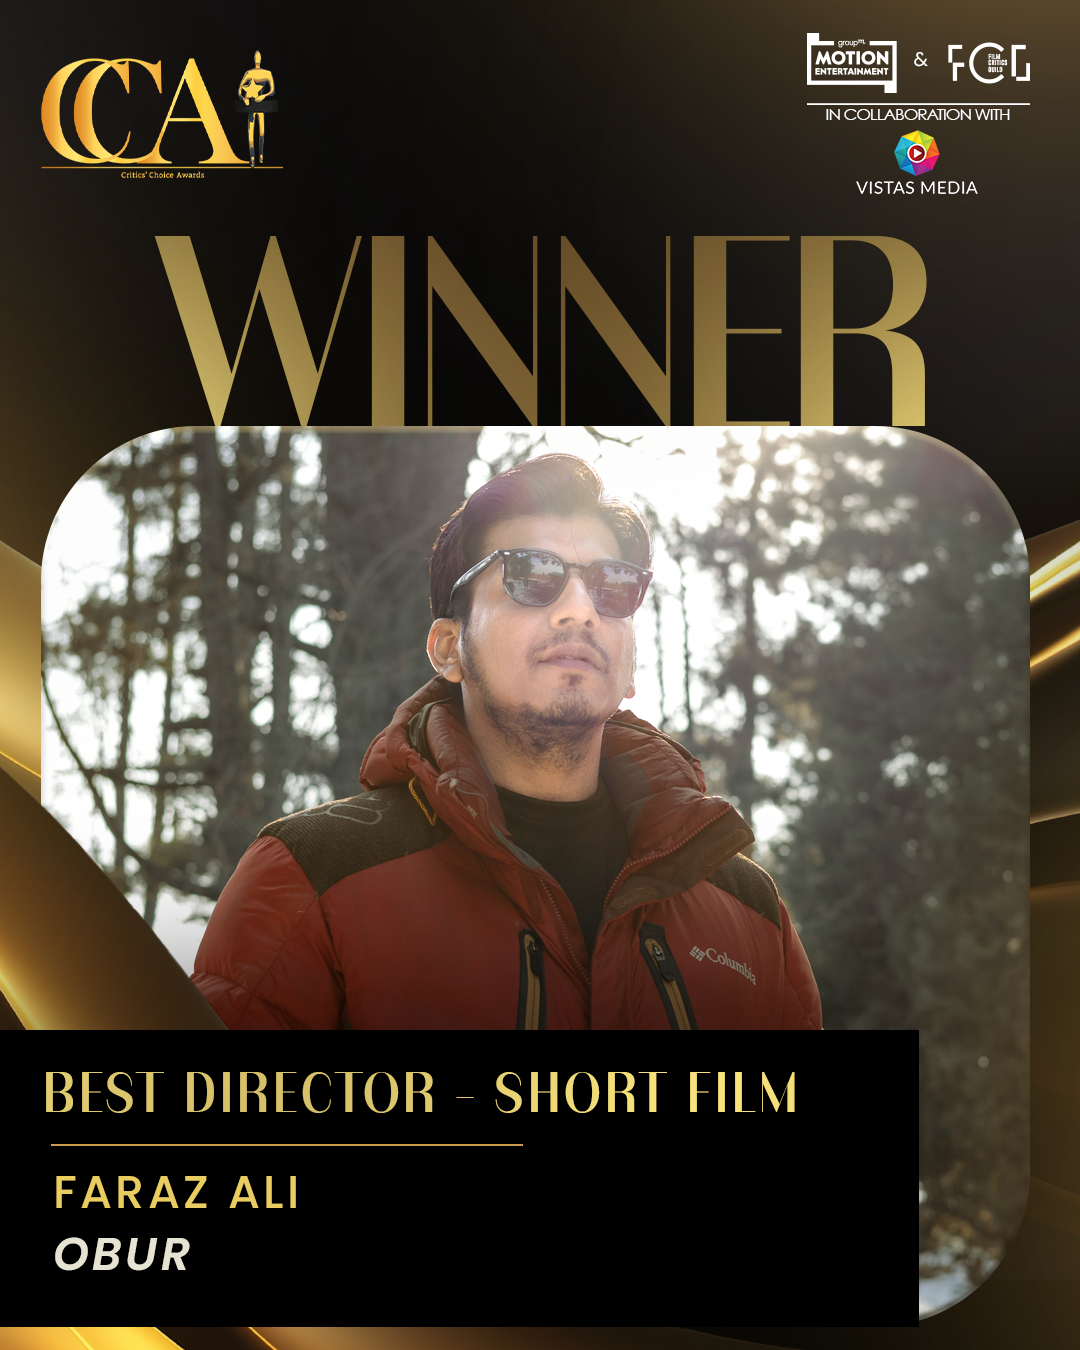 CCA
Critics' Choice Awards
groupm
MOTION
ENTERTAINMENT
&
FCG
FILM
CRITICS
GUILD
IN COLLABORATION WITH
VISTAS MEDIA
WINNER
Columbia
BEST DIRECTOR – SHORT FILM
FARAZ ALI
OBUR